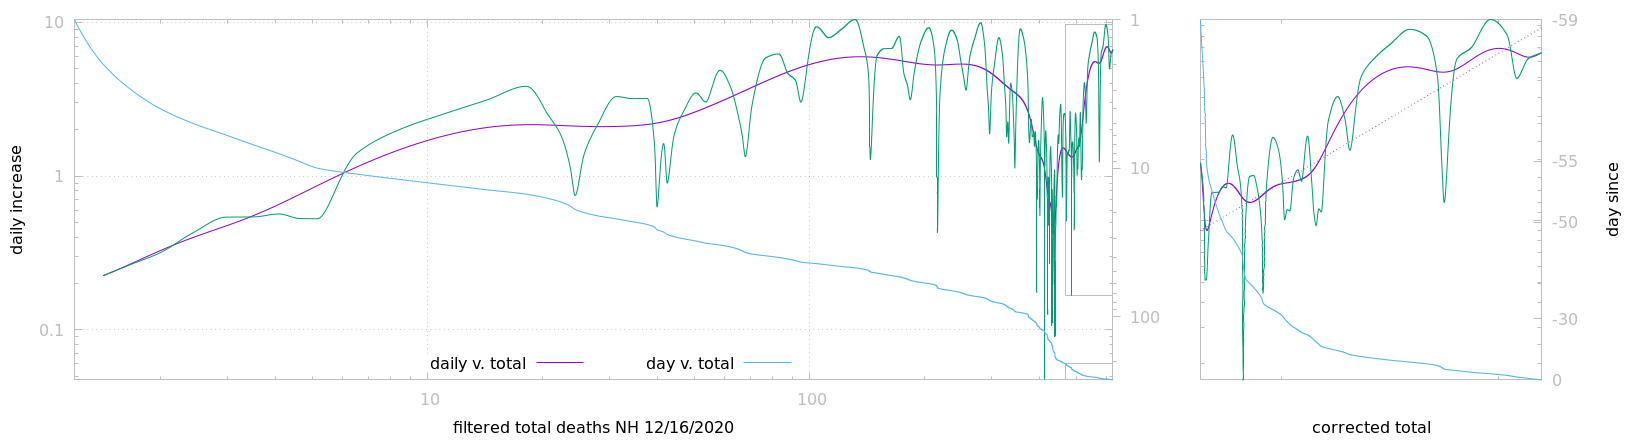 10
1
0.1
daily increase
daily v. total
day v. total
10
100
filtered total deaths NH 12/16/2020
1
10
100
-59
-55
-50
-30
0
day since
corrected total